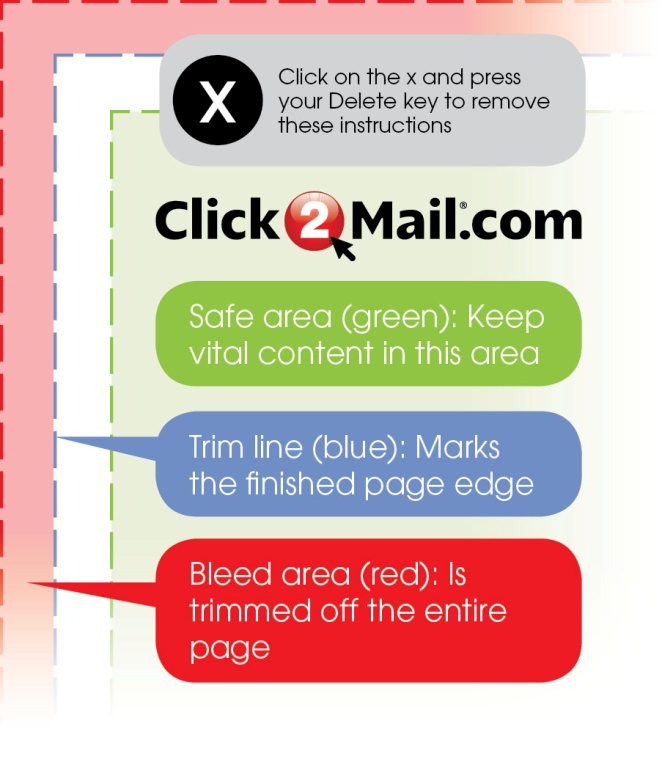 X
Click on the x and press
your Delete key to remove
these instructions
Click2Mail®.com
Safe area (green): Keep
vital content in this area
Trim line (blue): Marks
the finished page edge
Bleed area (red): Is
trimmed off the entire
page